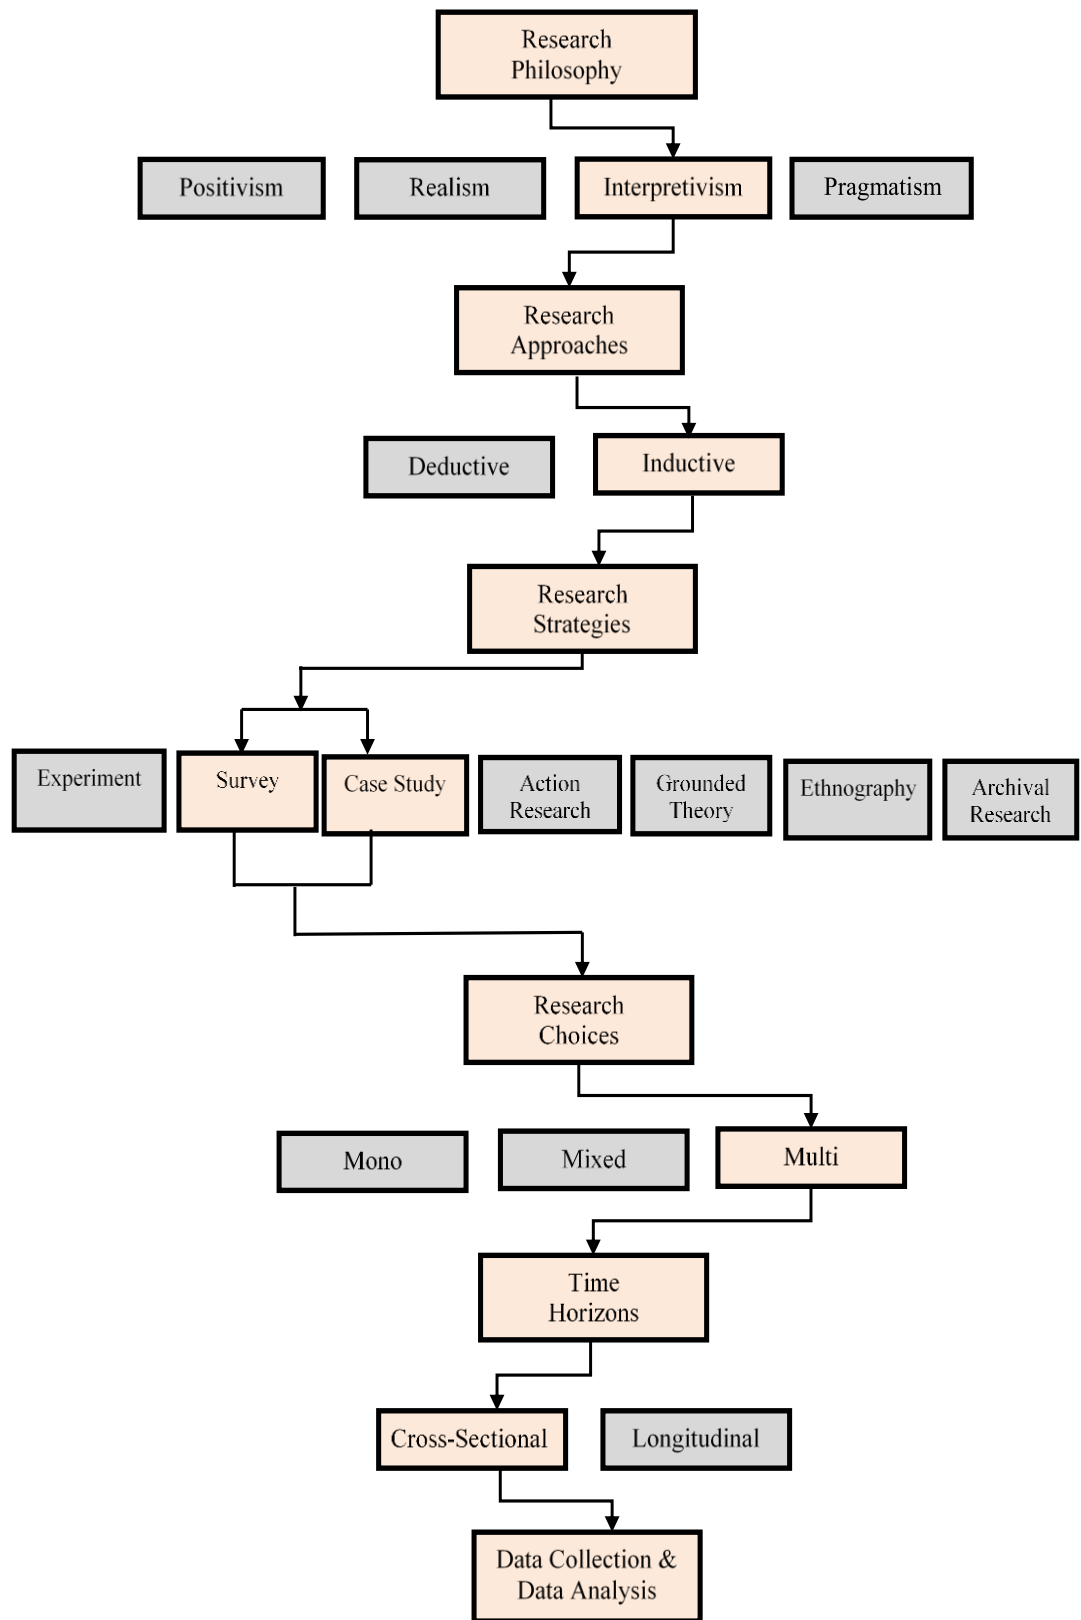 Research
Philosophy
Positivism
Realism
Interpretivism
Pragmatism
Research
Approaches
Deductive
Inductive
Research
Strategies
Experiment
Survey
Case Study
Action
Research
Grounded
Theory
Ethnography
Archival
Research
Research
Choices
Mono
Mixed
Multi
Time
Horizons
Cross-Sectional
Longitudinal
Data Collection &
Data Analysis